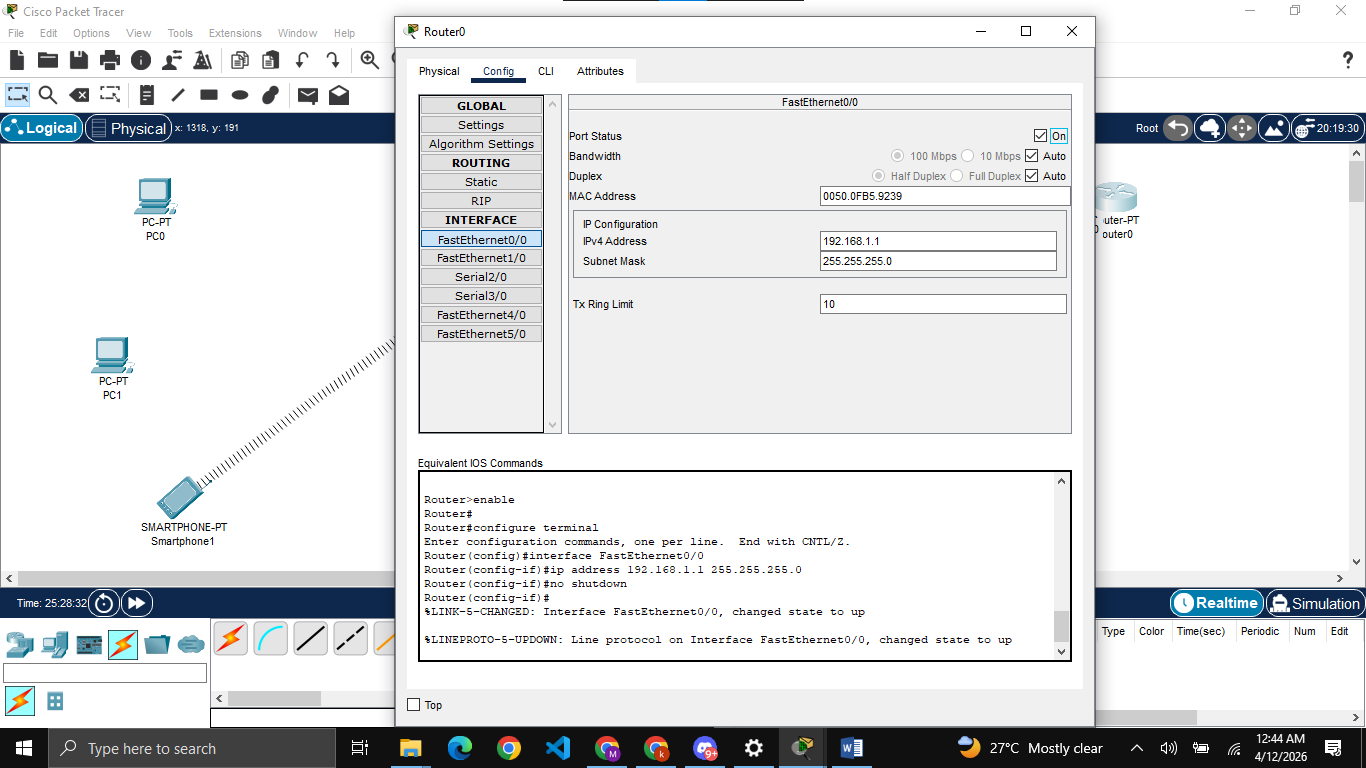 Cisco Packet Tracer
File Edit Options View Tools Extensions Window Help
Logical Physical x: 1318, y: 191
Root 20:19:30
PC-PT
PC0
PC-PT
PC1
SMARTPHONE-PT
Smartphone1
uter-PT
outer0
Router0
Physical Config CLI Attributes
GLOBAL
Settings
Algorithm Settings
ROUTING
Static
RIP
INTERFACE
FastEthernet0/0
FastEthernet1/0
Serial2/0
Serial3/0
FastEthernet4/0
FastEthernet5/0
FastEthernet0/0
Port Status On
Bandwidth 100 Mbps 10 Mbps Auto
Duplex Half Duplex Full Duplex Auto
MAC Address 0050.0FB5.9239
IP Configuration
IPv4 Address 192.168.1.1
Subnet Mask 255.255.255.0
Tx Ring Limit 10
Equivalent IOS Commands
Router>enable
Router#
Router#configure terminal
Enter configuration commands, one per line. End with CNTL/Z.
Router(config)#interface FastEthernet0/0
Router(config-if)#ip address 192.168.1.1 255.255.255.0
Router(config-if)#no shutdown
Router(config-if)#
%LINK-5-CHANGED: Interface FastEthernet0/0, changed state to up
%LINEPROTO-5-UPDOWN: Line protocol on Interface FastEthernet0/0, changed state to up
Top
Time: 25:28:32
Realtime Simulation
Type Color Time(sec) Periodic Num Edit
Type here to search
M
k
9+
27°C Mostly clear
12:44 AM
4/12/2026